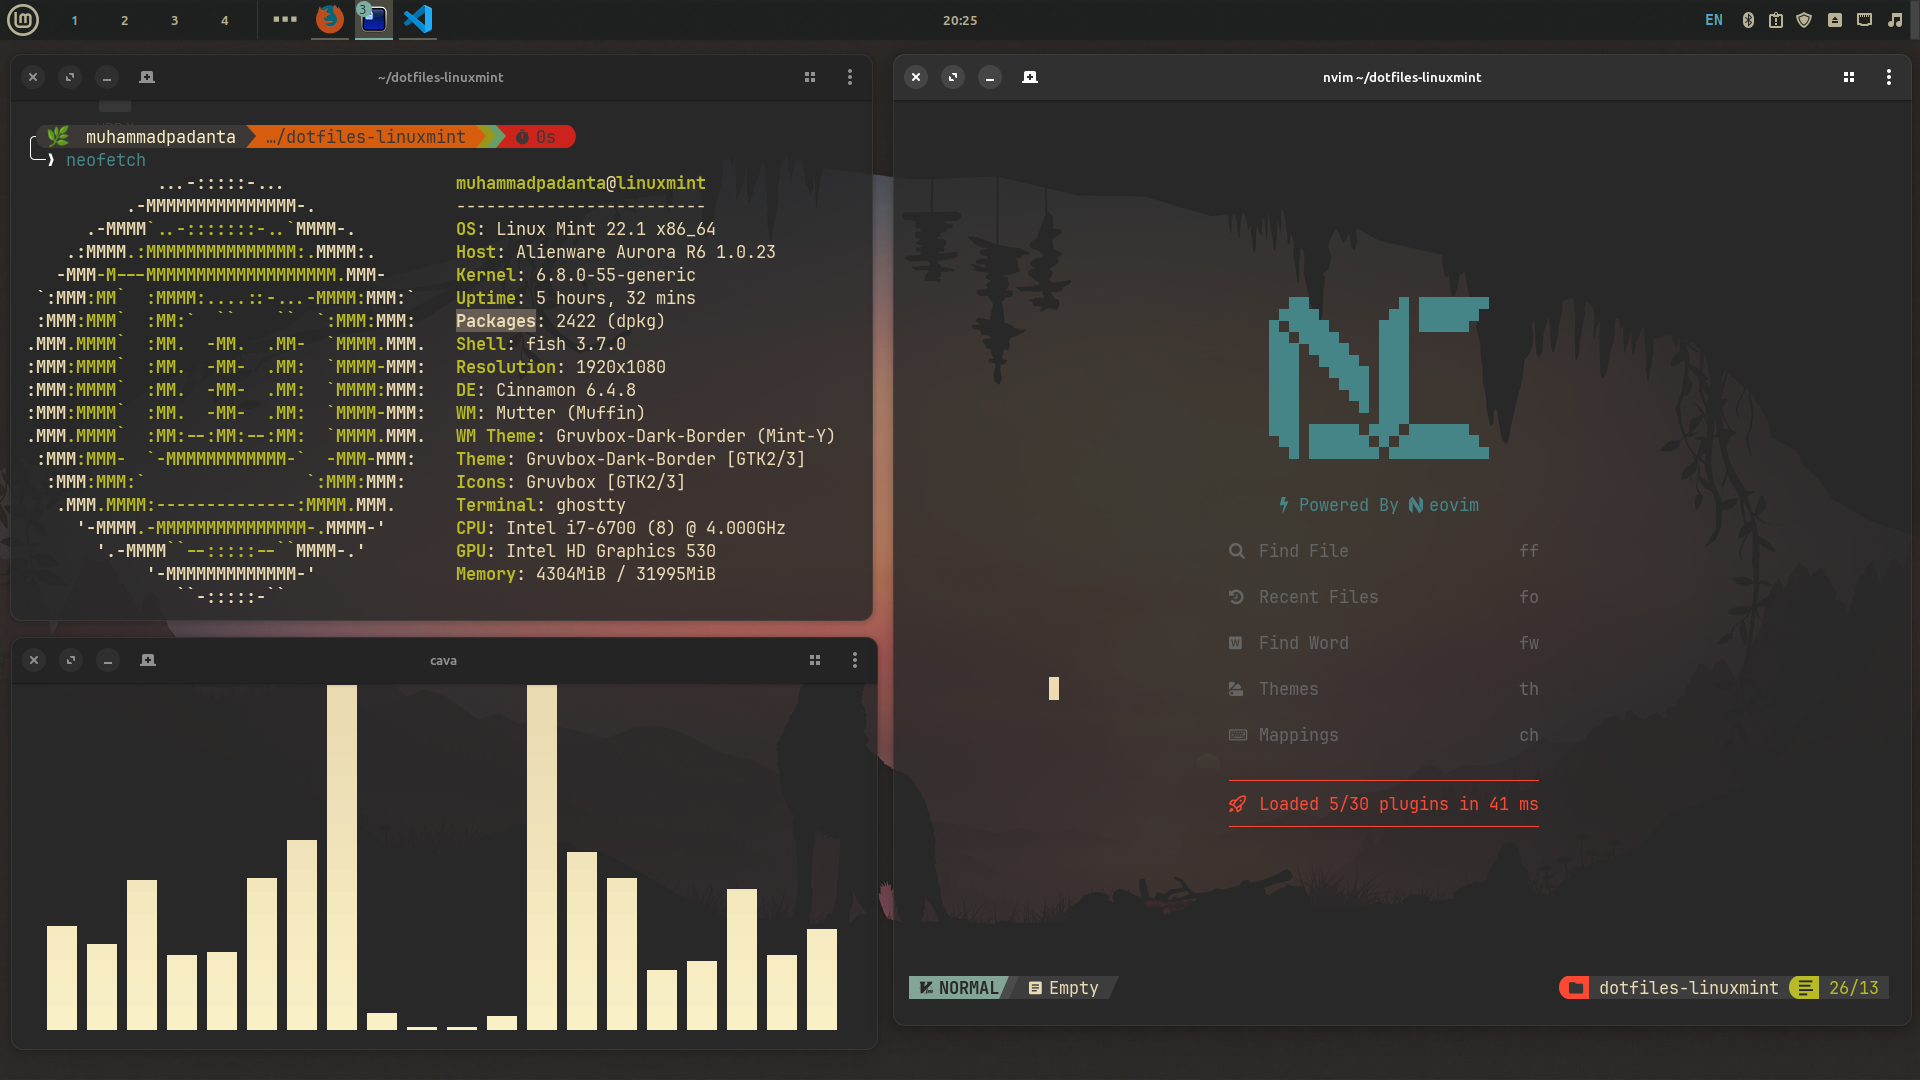 1 2 3 4 20:25 EN
3
~/dotfiles-linuxmint
muhammadpadanta …/dotfiles-linuxmint 0s
❯ neofetch
...-:::::-... muhammadpadanta@linuxmint
.-MMMMMMMMMMMMMMM-. -------------------------
.-MMMM`..-:::::::-..`MMMM-. OS: Linux Mint 22.1 x86_64
.:MMMM.:MMMMMMMMMMMMMMM:.MMMM:. Host: Alienware Aurora R6 1.0.23
-MMM-M---MMMMMMMMMMMMMMMMMMM.MMM- Kernel: 6.8.0-55-generic
`:MMM:MM`  :MMMM:....::-...-MMMM:MMM:` Uptime: 5 hours, 32 mins
:MMM:MMM`  :MM:`  ``    ``  `:MMM:MMM: Packages: 2422 (dpkg)
.MMM.MMMM`  :MM.  -MM.  .MM-  `MMMM.MMM. Shell: fish 3.7.0
:MMM:MMMM`  :MM.  -MM-  .MM:  `MMMM-MMM: Resolution: 1920x1080
:MMM:MMMM`  :MM.  -MM-  .MM:  `MMMM:MMM: DE: Cinnamon 6.4.8
:MMM:MMMM`  :MM.  -MM-  .MM:  `MMMM-MMM: WM: Mutter (Muffin)
.MMM.MMMM`  :MM:--:MM:--:MM:  `MMMM.MMM. WM Theme: Gruvbox-Dark-Border (Mint-Y)
:MMM:MMM-  `-MMMMMMMMMMMM-`  -MMM-MMM: Theme: Gruvbox-Dark-Border [GTK2/3]
:MMM:MMM:`                `:MMM:MMM: Icons: Gruvbox [GTK2/3]
.MMM.MMMM:--------------:MMMM.MMM. Terminal: ghostty
'-MMMM.-MMMMMMMMMMMMMMM-.MMMM-' CPU: Intel i7-6700 (8) @ 4.000GHz
'.-MMMM``--:::::--``MMMM-.' GPU: Intel HD Graphics 530
'-MMMMMMMMMMMMM-' Memory: 4304MiB / 31995MiB
``-:::::-``
cava
nvim ~/dotfiles-linuxmint
Powered By eovim
Find File ff
Recent Files fo
Find Word fw
Themes th
Mappings ch
Loaded 5/30 plugins in 41 ms
NORMAL Empty dotfiles-linuxmint 26/13